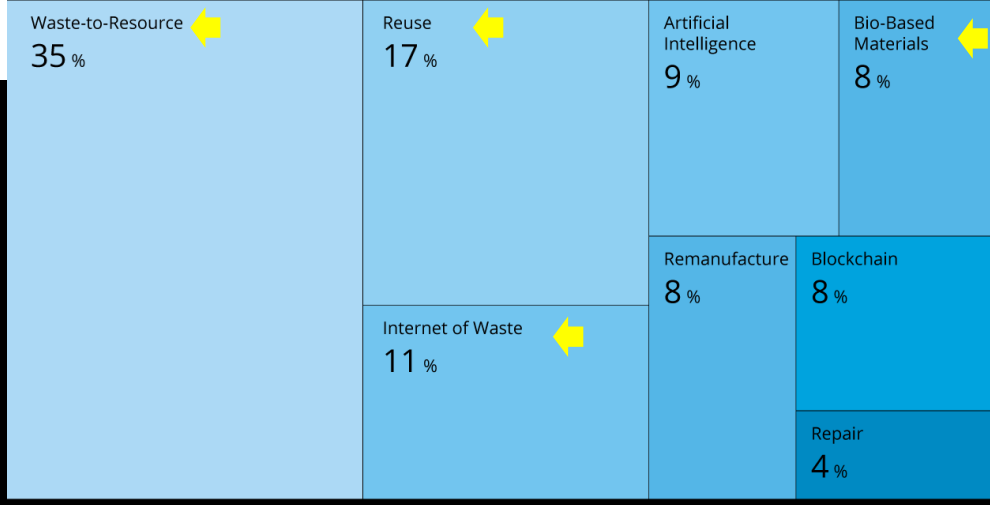 Waste-to-Resource
35 %
Reuse
17 %
Internet of Waste
11 %
Artificial
Intelligence
9 %
Bio-Based
Materials
8 %
Remanufacture
8 %
Blockchain
8 %
Repair
4 %